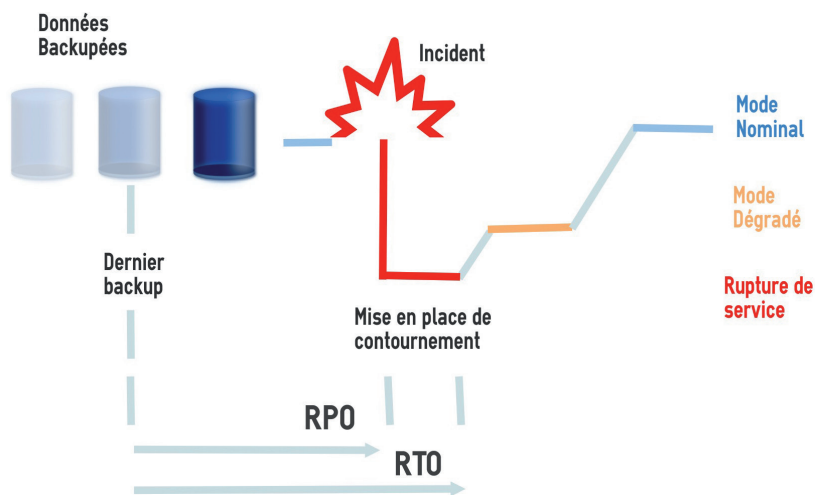 Données
Backupées
Incident
Mode
Nominal
Mode
Dégradé
Dernier
backup
Rupture de
service
Mise en place de
contournement
RPO
RTO